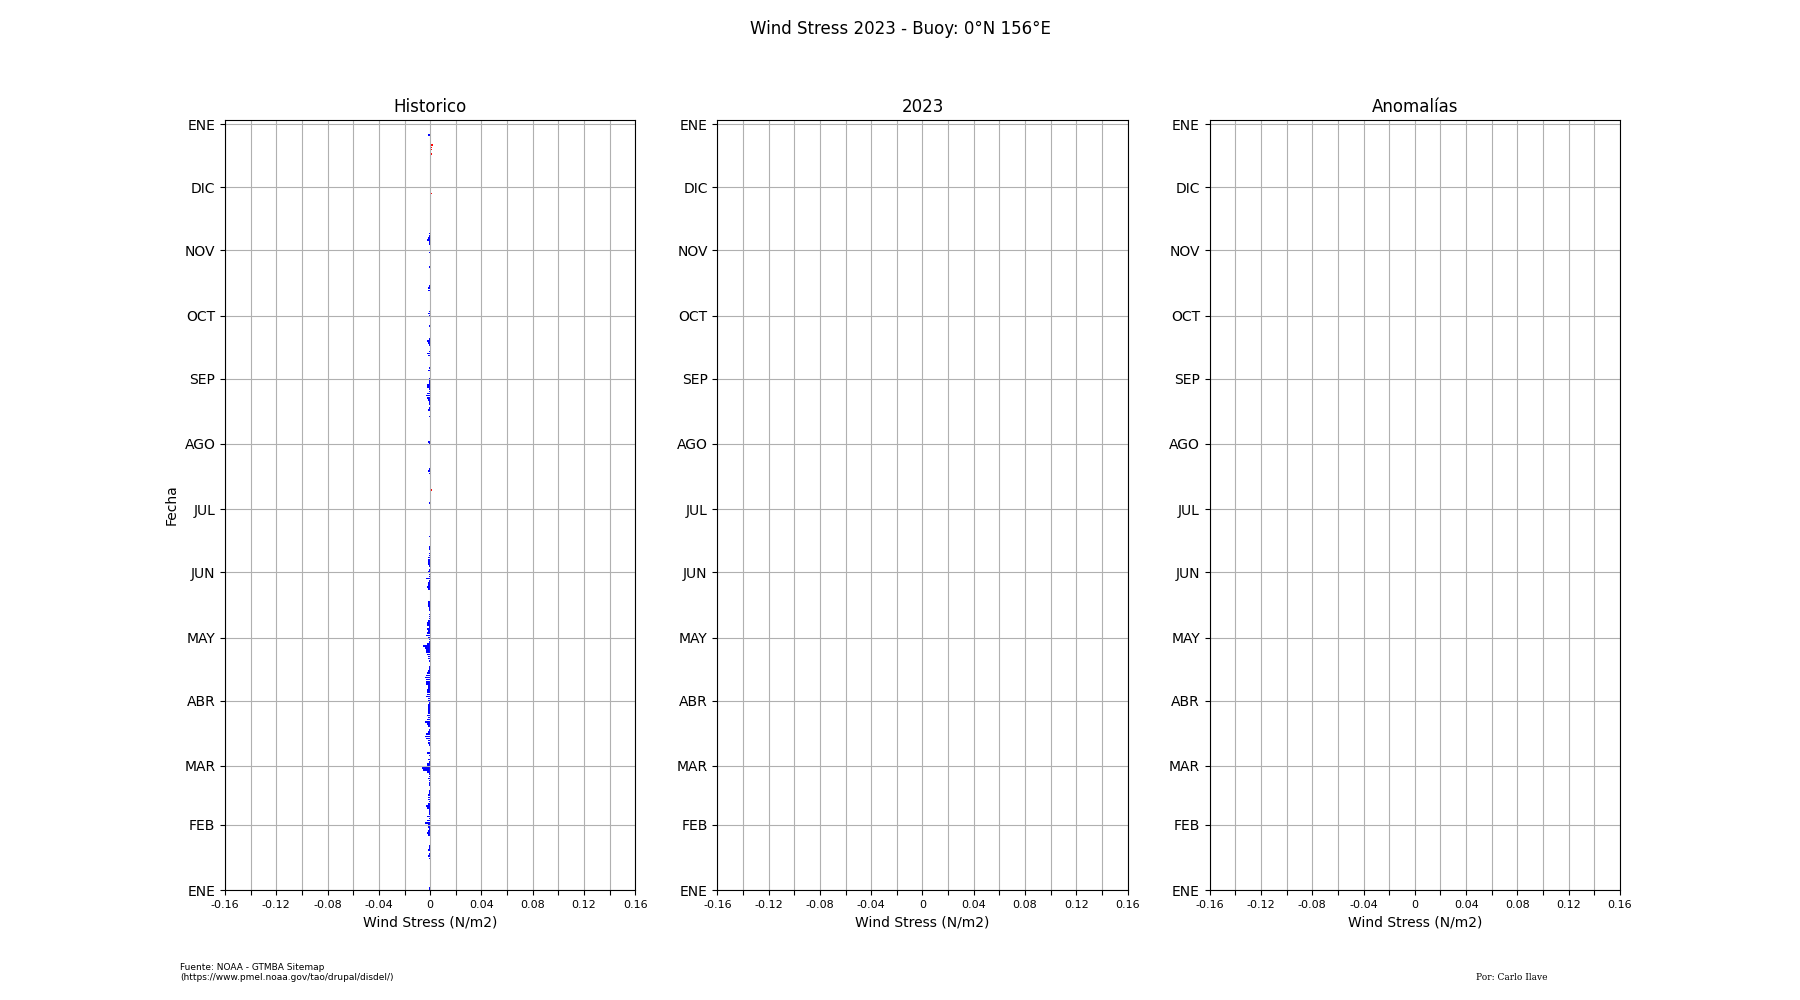 Wind Stress 2023 - Buoy: 0°N 156°E
Historico
2023
Anomalías
ENE
DIC
NOV
OCT
SEP
AGO
JUL
JUN
MAY
ABR
MAR
FEB
ENE
Fecha
-0.16 -0.12 -0.08 -0.04 0 0.04 0.08 0.12 0.16
Wind Stress (N/m2)
ENE
DIC
NOV
OCT
SEP
AGO
JUL
JUN
MAY
ABR
MAR
FEB
ENE
-0.16 -0.12 -0.08 -0.04 0 0.04 0.08 0.12 0.16
Wind Stress (N/m2)
ENE
DIC
NOV
OCT
SEP
AGO
JUL
JUN
MAY
ABR
MAR
FEB
ENE
-0.16 -0.12 -0.08 -0.04 0 0.04 0.08 0.12 0.16
Wind Stress (N/m2)
Fuente: NOAA - GTMBA Sitemap
(https://www.pmel.noaa.gov/tao/drupal/disdel/)
Por: Carlo Ilave